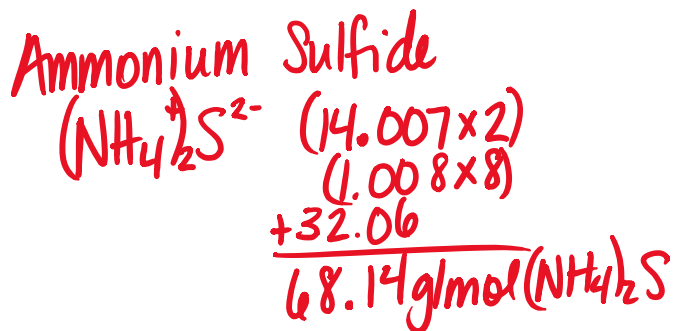 Ammonium Sulfide
(NH₄⁺)₂S²⁻ (14.007×2)
(1.008×8)
+32.06
68.14g/mol(NH₄)₂S